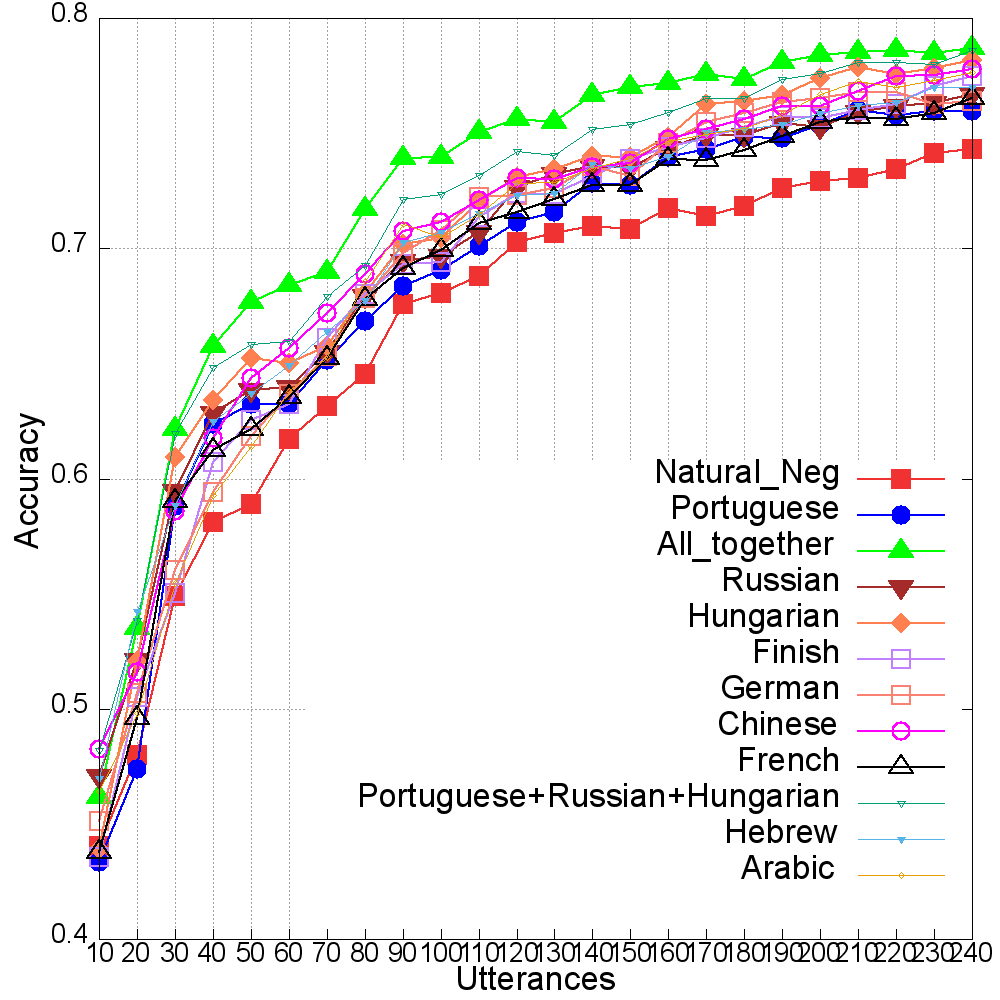 0.8
0.7
0.6
0.5
0.4
Accuracy
Natural_Neg
Portuguese
All_together
Russian
Hungarian
Finish
German
Chinese
French
Portuguese+Russian+Hungarian
Hebrew
Arabic
10 20 30 40 50 60 70 80 90 100 110 120 130 140 150 160 170 180 190 200 210 220 230 240
Utterances